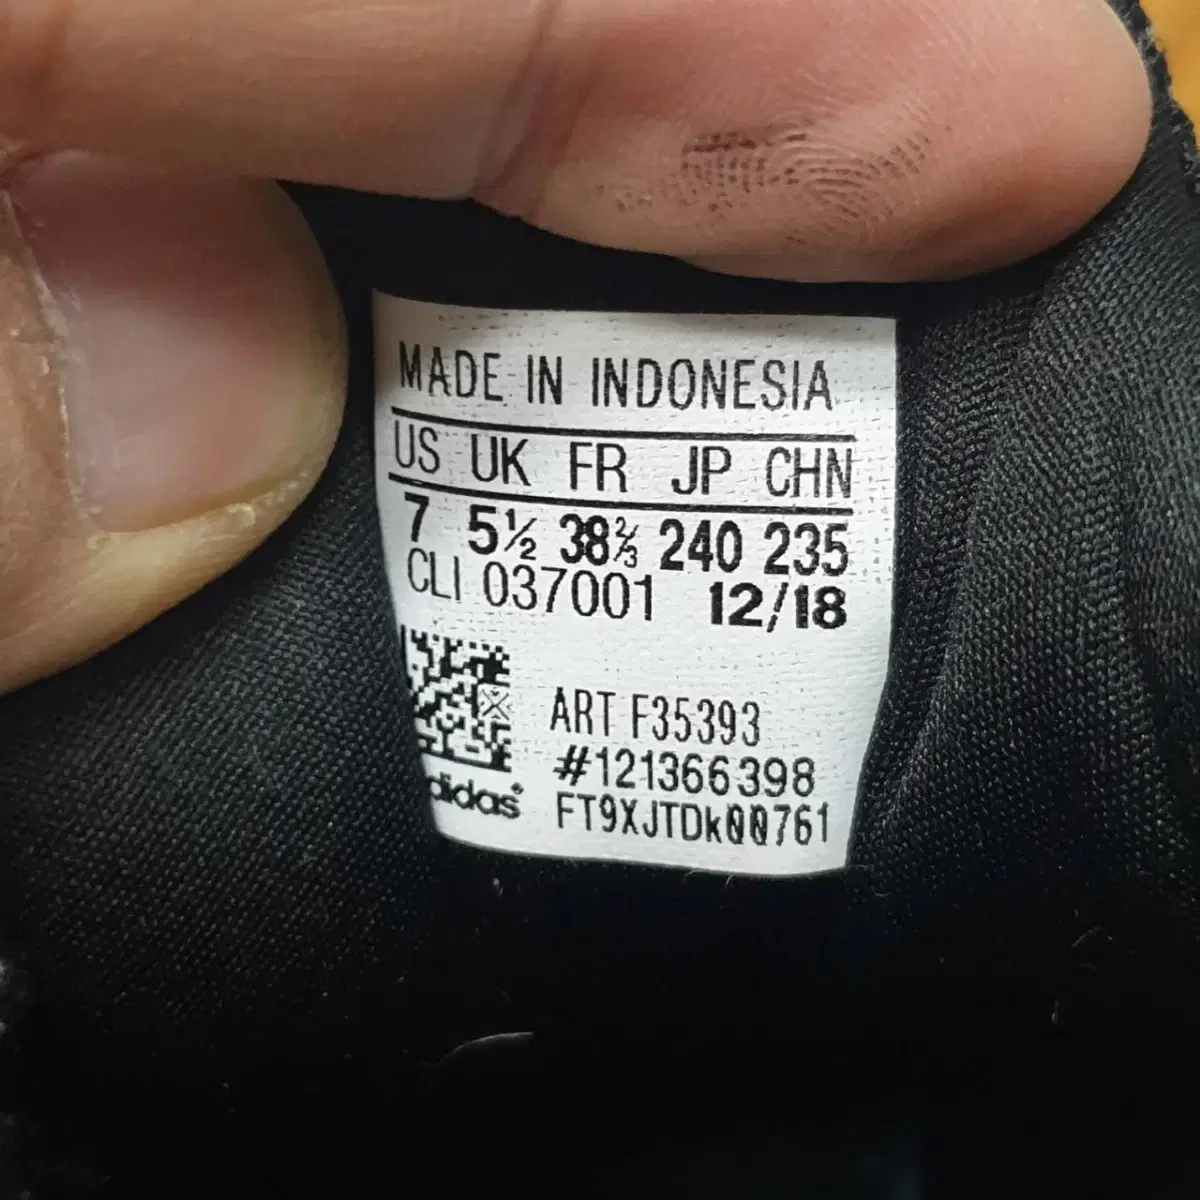 MADE IN INDONESIA
US UK FR JP CHN
7 5½ 38⅔ 240 235
CLI 037001 12/18
ART F35393
#121366398
FT9XJTDk00761
adidas®